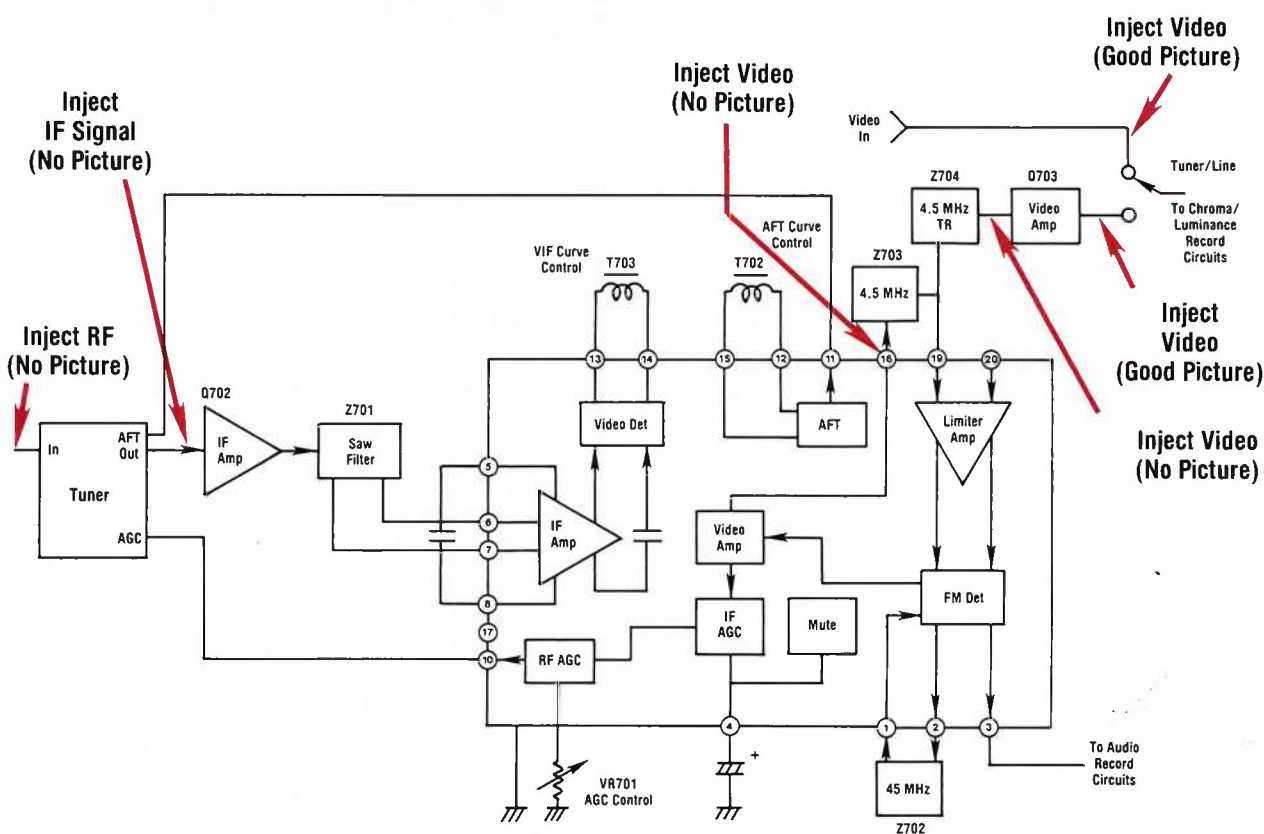 Inject Video
(Good Picture)
Inject Video
(No Picture)
Inject
IF Signal
(No Picture)
Video
In
Tuner/Line
Z704
Q703
4.5 MHz
TR
Video
Amp
To Chroma/
Luminance
Record
Circuits
AFT Curve
Control
VIF Curve
Control
T703
T702
Z703
4.5 MHz
Inject
Video
(Good Picture)
Inject RF
(No Picture)
13
14
15
12
11
16
19
20
Q702
Z701
Inject Video
(No Picture)
In
AFT
Out
IF
Amp
Saw
Filter
Video Det
AFT
Limiter
Amp
Tuner
5
6
7
IF
Amp
Video
Amp
AGC
8
17
10
RF AGC
IF
AGC
Mute
FM Det
4
1
2
3
+
To Audio
Record
Circuits
VR701
AGC Control
45 MHz
Z702